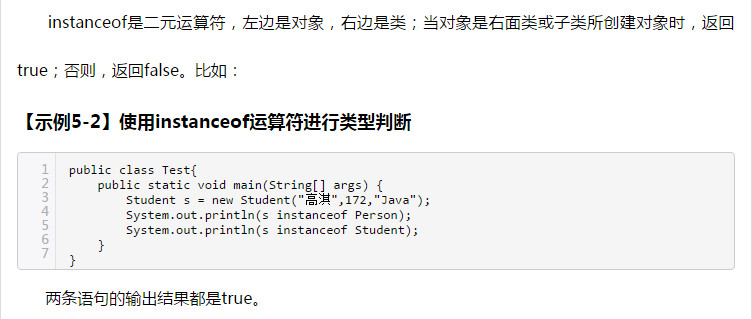 instanceof是二元运算符，左边是对象，右边是类；当对象是右面类或子类所创建对象时，返回
true；否则，返回false。比如：
【示例5-2】使用instanceof运算符进行类型判断
1 public class Test{
2     public static void main(String[] args) {
3         Student s = new Student("高淇",172,"Java");
4         System.out.println(s instanceof Person);
5         System.out.println(s instanceof Student);
6     }
7 }
两条语句的输出结果都是true。